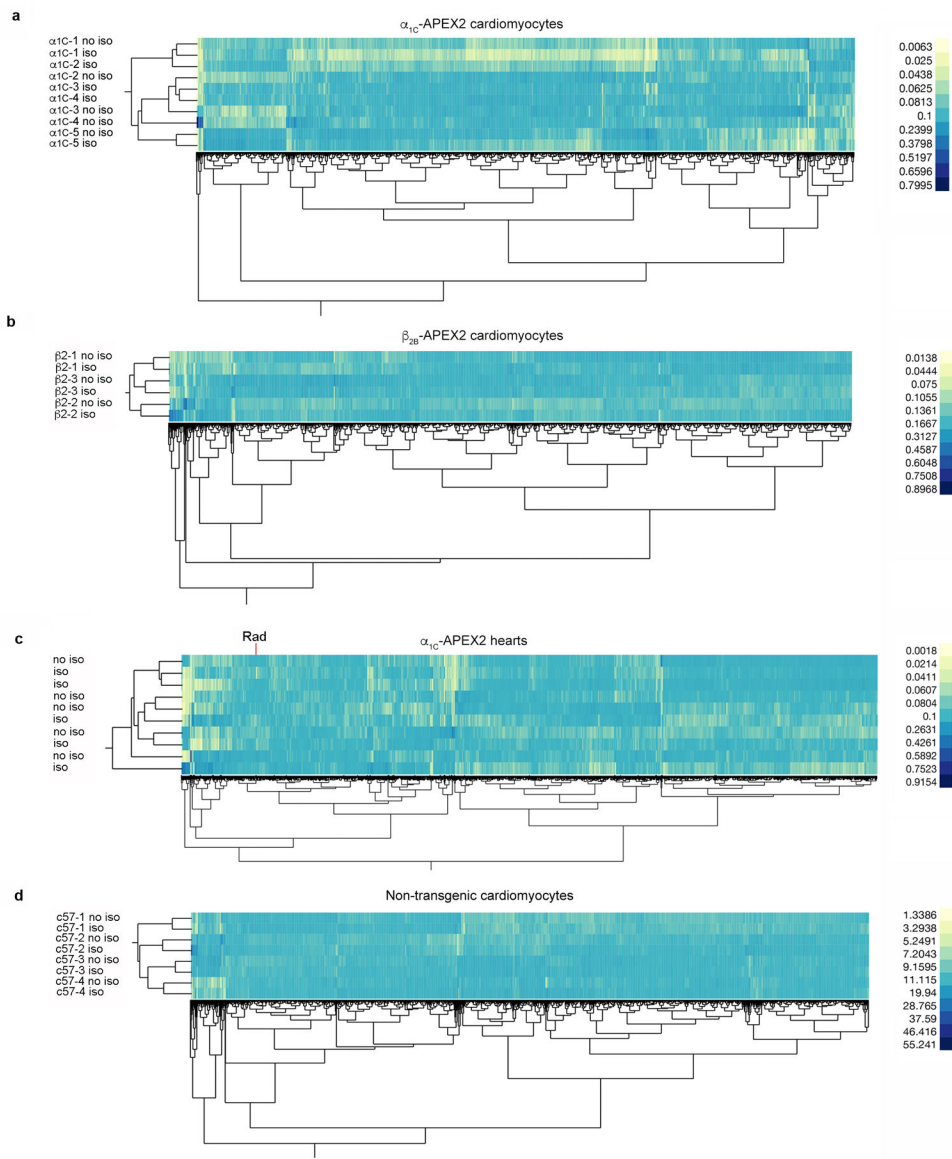 a
α1C-APEX2 cardiomyocytes
α1C-1 no iso
α1C-1 iso
α1C-2 iso
α1C-2 no iso
α1C-3 iso
α1C-4 iso
α1C-3 no iso
α1C-4 no iso
α1C-5 no iso
α1C-5 iso
0.0063
0.025
0.0438
0.0625
0.0813
0.1
0.2399
0.3798
0.5197
0.6596
0.7995
b
β2B-APEX2 cardiomyocytes
β2-1 no iso
β2-1 iso
β2-3 no iso
β2-3 iso
β2-2 no iso
β2-2 iso
0.0138
0.0444
0.075
0.1055
0.1667
0.3127
0.4587
0.6048
0.7508
0.8968
c
Rad
α1C-APEX2 hearts
no iso
iso
iso
no iso
no iso
iso
no iso
iso
no iso
iso
0.0018
0.0214
0.0411
0.0607
0.0804
0.1
0.2631
0.4261
0.5892
0.7523
0.9154
d
Non-transgenic cardiomyocytes
c57-1 no iso
c57-1 iso
c57-2 no iso
c57-2 iso
c57-3 no iso
c57-3 iso
c57-4 no iso
c57-4 iso
1.3386
3.2938
5.2491
7.2043
9.1595
11.115
19.94
28.765
37.59
46.416
55.241